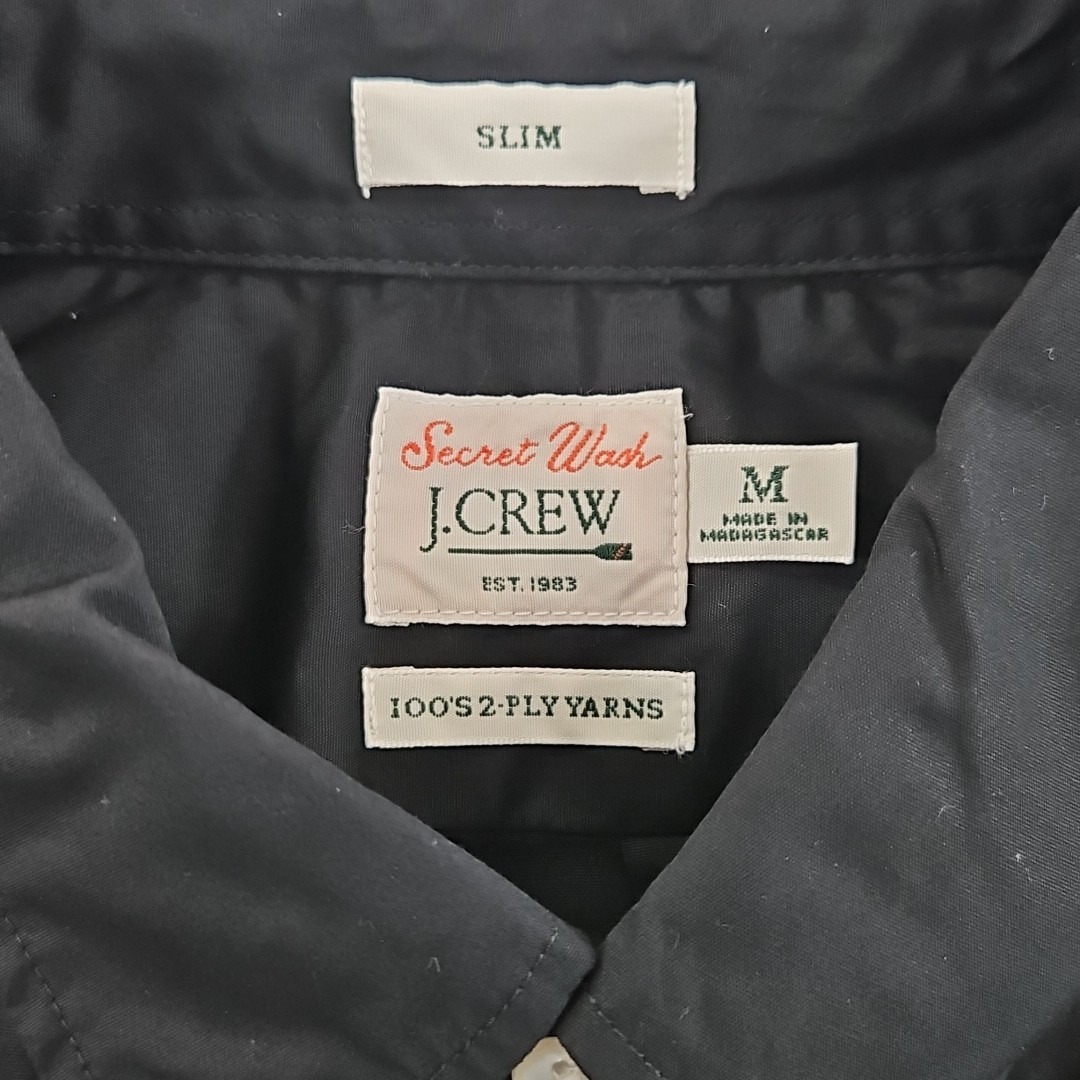 SLIM
Secret Wash
J.CREW
EST. 1983
M
MADE IN
MADAGASCAR
100'S 2-PLY YARNS